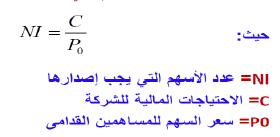 NI = C / P₀ حيث:
NI= عدد الأسهم التي يجب إصدارها
C= الاحتياجات المالية للشركة
P0= سعر السهم للمساهمين القدامى